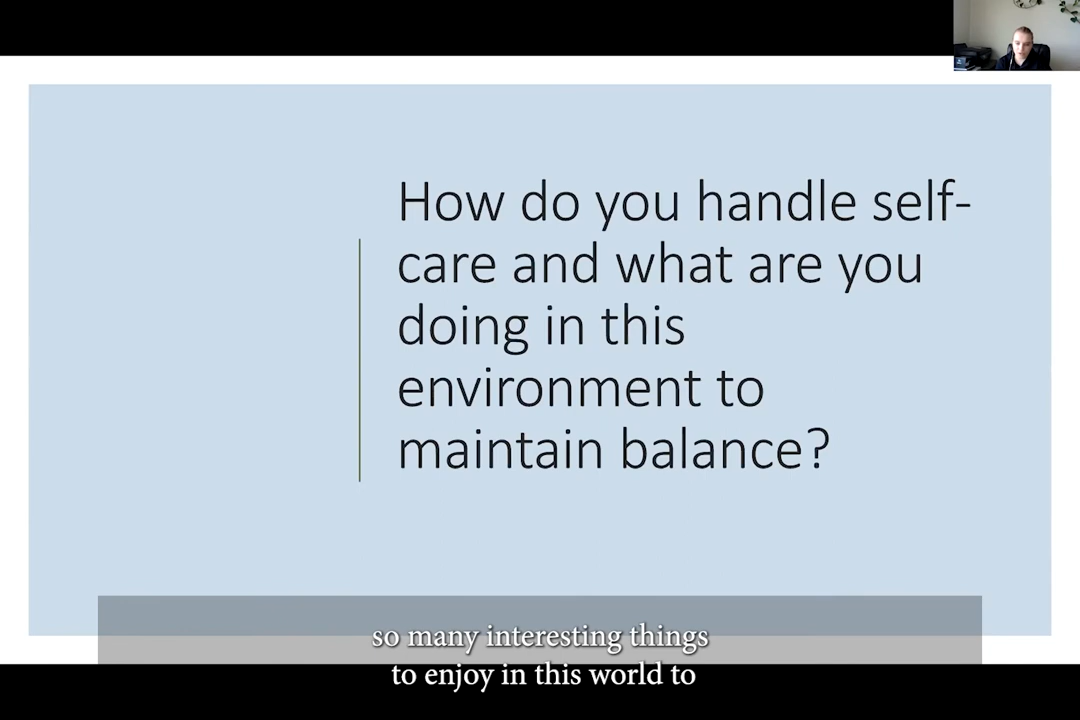 How do you handle self-
care and what are you
doing in this
environment to
maintain balance?
so many interesting things
to enjoy in this world to